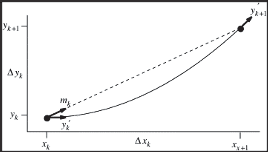 y′
y_{k+1}
Δy_k
m_k
y_k
y′_k
x_k
Δx_k
x_{x+1}